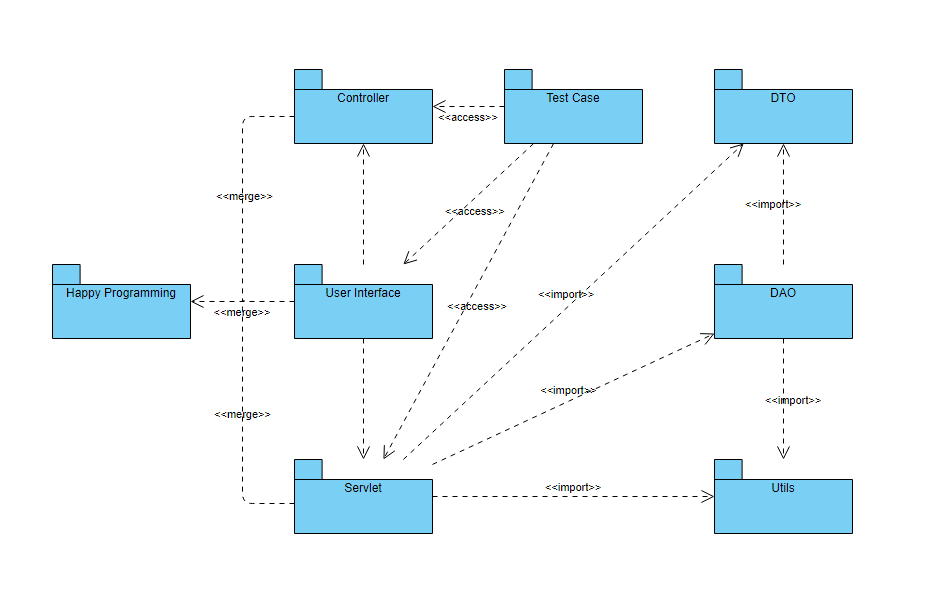 Controller
Test Case
DTO
<<access>>
<<merge>>
<<access>>
<<import>>
Happy Programming
User Interface
DAO
<<merge>>
<<access>>
<<import>>
<<import>>
<<import>>
<<merge>>
Servlet
<<import>>
Utils